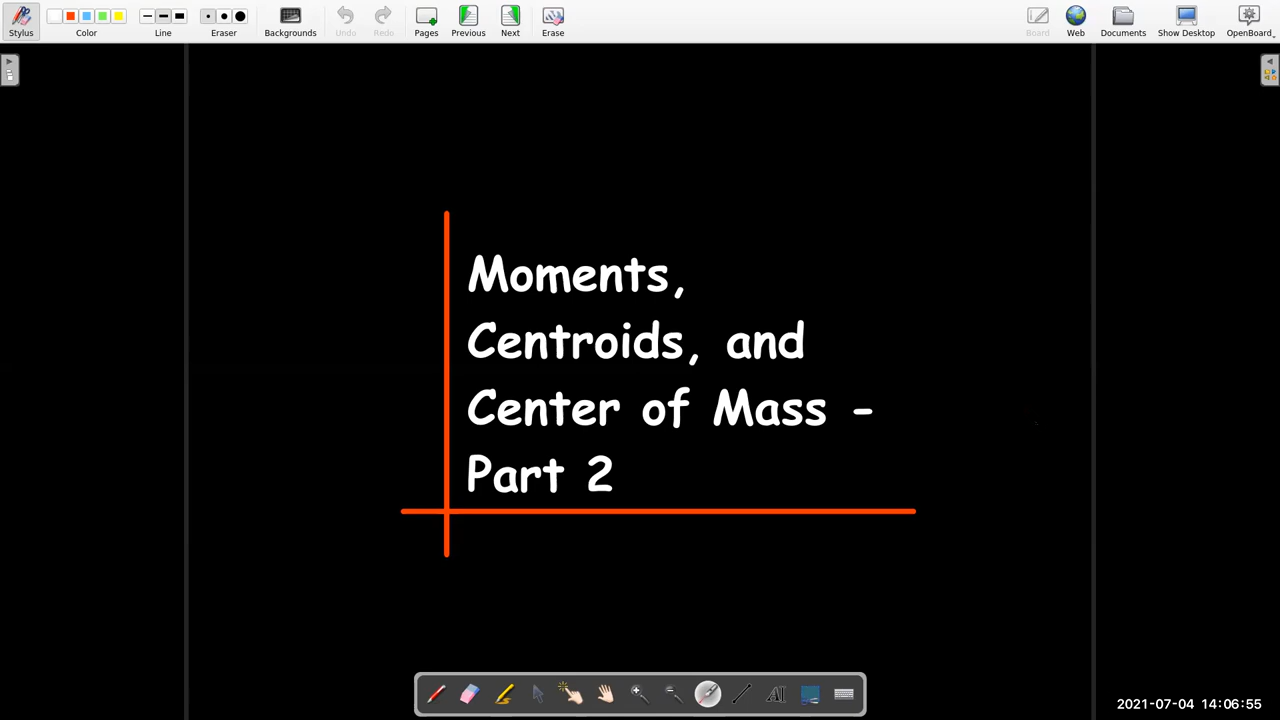 Stylus Color Line Eraser Backgrounds Undo Redo Pages Previous Next Erase Board Web Documents Show Desktop OpenBoard
Moments,
Centroids, and
Center of Mass -
Part 2
AI
2021-07-04 14:06:55